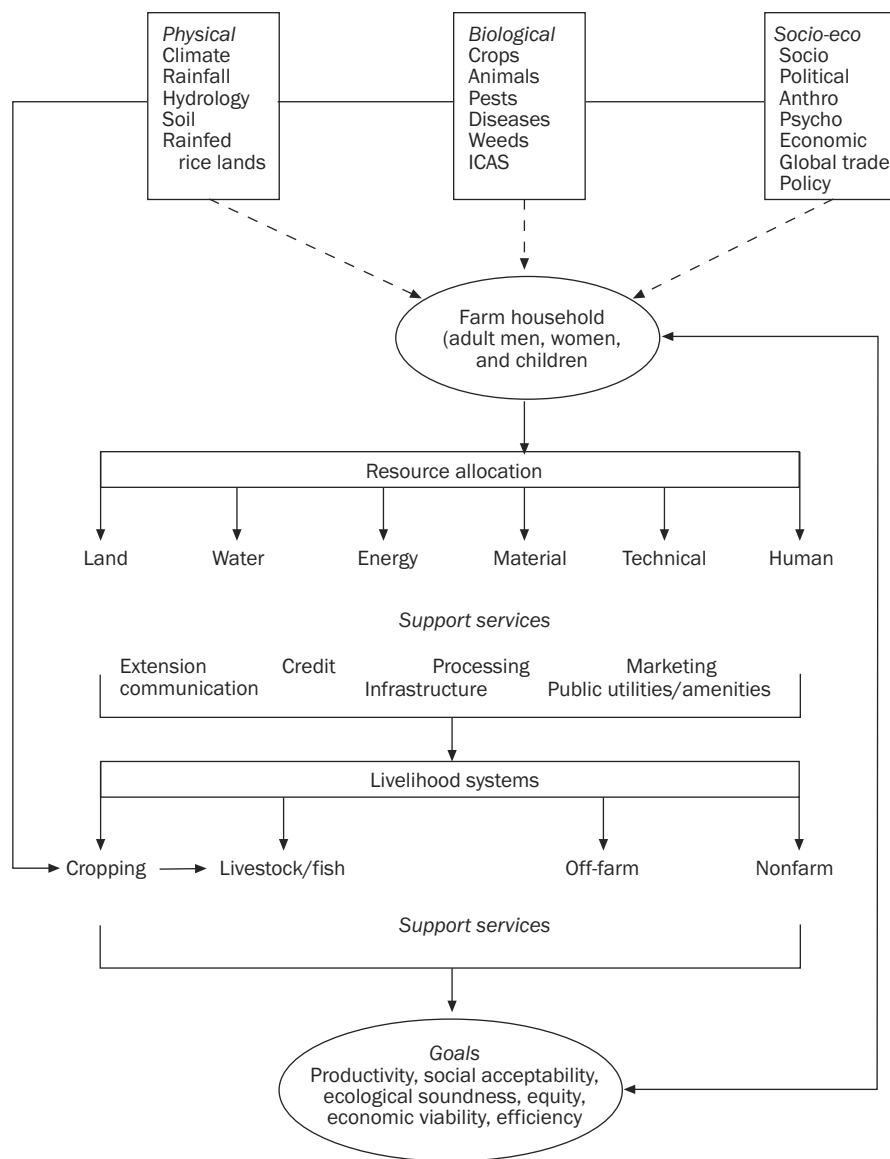 Physical
Climate
Rainfall
Hydrology
Soil
Rainfed
rice lands
Biological
Crops
Animals
Pests
Diseases
Weeds
ICAS
Socio-eco
Socio
Political
Anthro
Psycho
Economic
Global trade
Policy
Farm household
(adult men, women,
and children
Resource allocation
Land Water Energy Material Technical Human
Support services
Extension Credit Processing Marketing
communication Infrastructure Public utilities/amenities
Livelihood systems
Cropping Livestock/fish Off-farm Nonfarm
Support services
Goals
Productivity, social acceptability,
ecological soundness, equity,
economic viability, efficiency